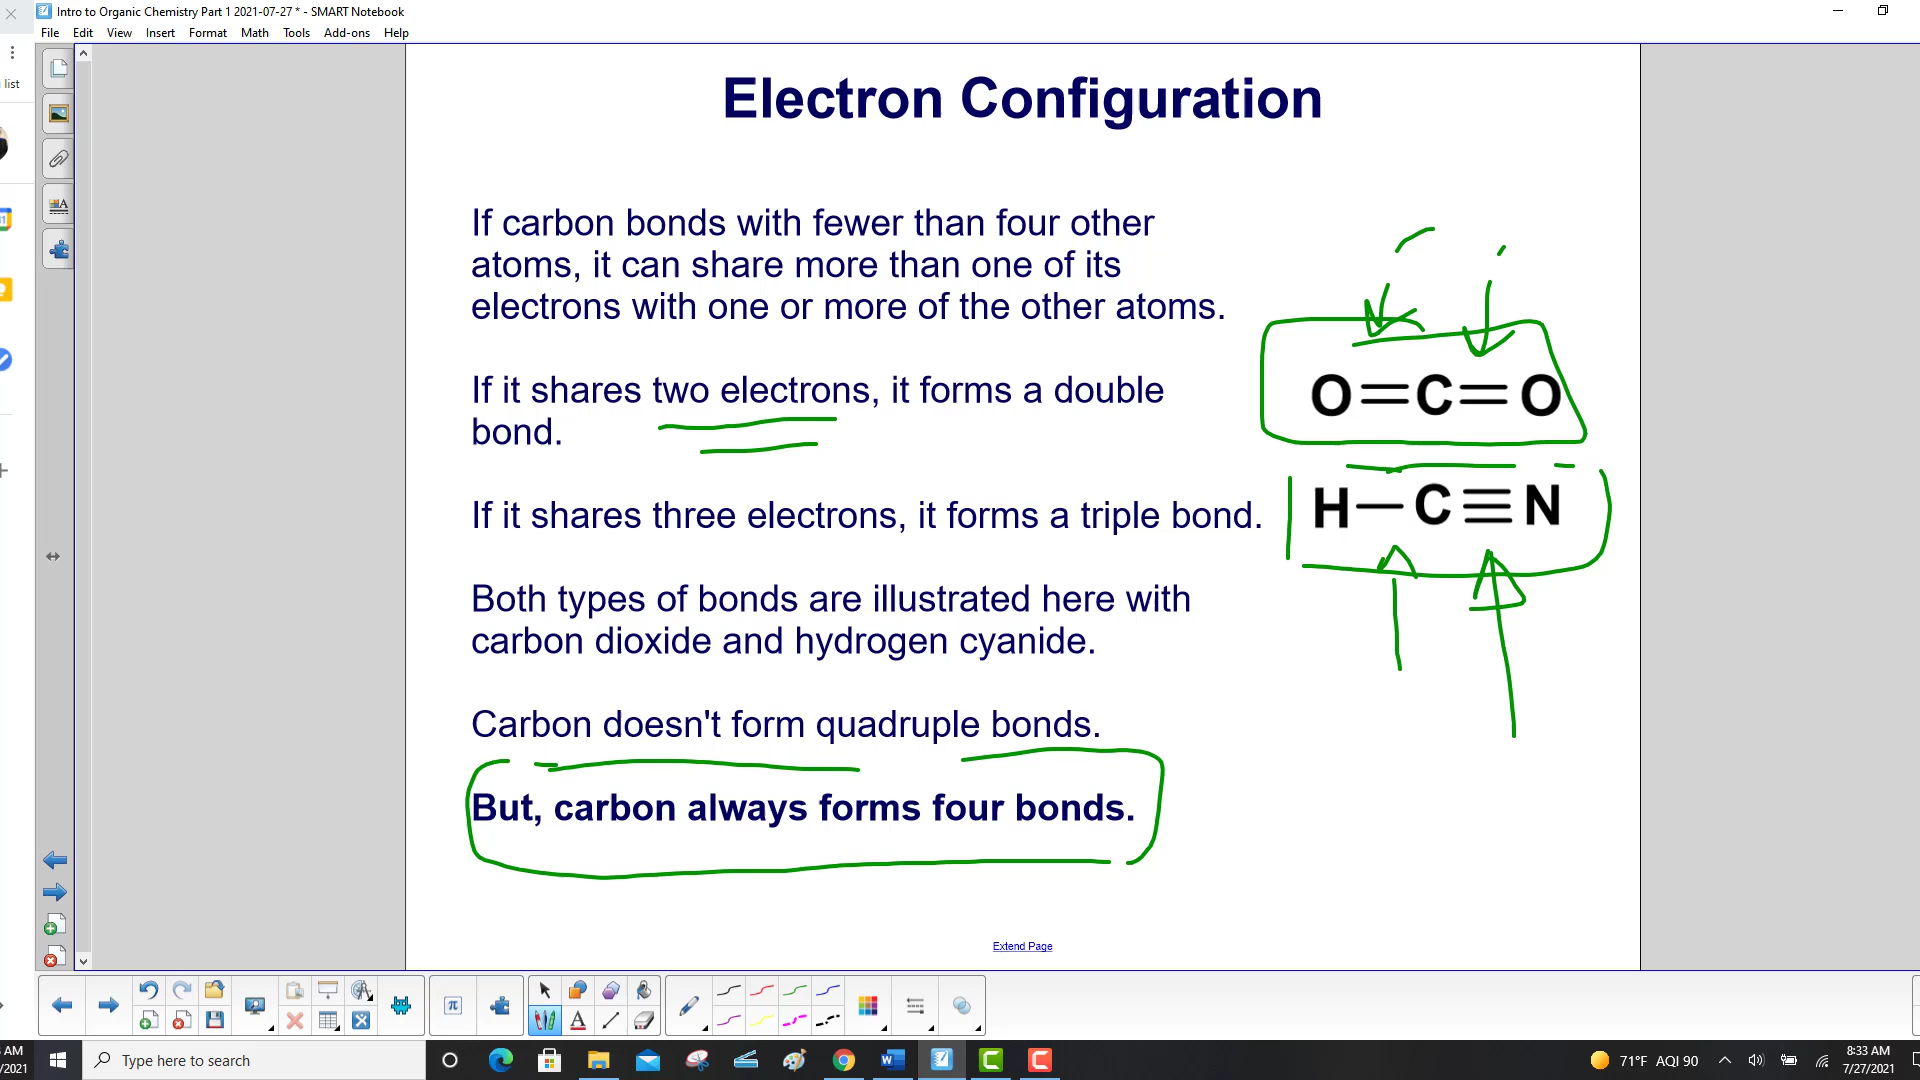 Intro to Organic Chemistry Part 1 2021-07-27 * - SMART Notebook
File Edit View Insert Format Math Tools Add-ons Help
list
Electron Configuration
If carbon bonds with fewer than four other
atoms, it can share more than one of its
electrons with one or more of the other atoms.
If it shares two electrons, it forms a double
bond.
If it shares three electrons, it forms a triple bond.
Both types of bonds are illustrated here with
carbon dioxide and hydrogen cyanide.
Carbon doesn't form quadruple bonds.
But, carbon always forms four bonds.
O=C=O
H—C≡N
Extend Page
π
A
Type here to search
71°F AQI 90
8:33 AM
7/27/2021
AM
/2021